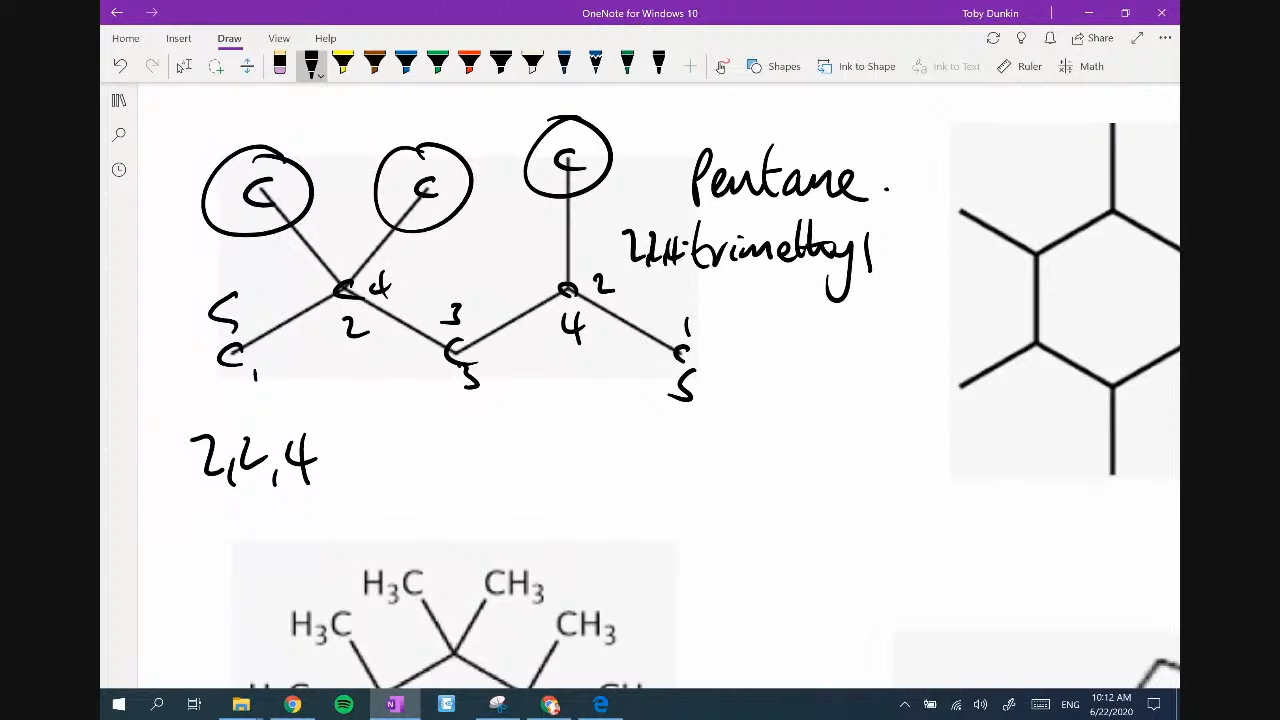 OneNote for Windows 10
Toby Dunkin
Home Insert Draw View Help
Share
Shapes Ink to Shape Ink to Text Ruler Math
C C C
Pentane.
2,2,4-trimethyl
C 4 C 2
5 2 3 4 1
C 1 C 3 C 5
2,2,4
H3C CH3
H3C CH3
10:12 AM
ENG
6/22/2020